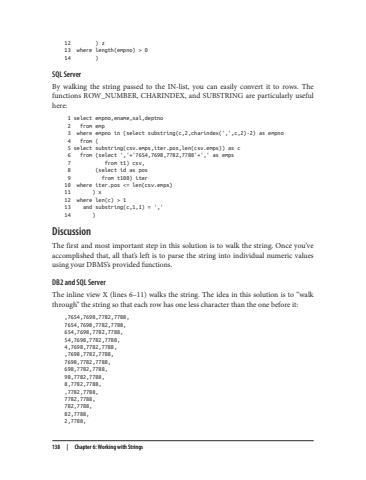 12 ) z
13 where length(empno) > 0
14 )
SQL Server
By walking the string passed to the IN-list, you can easily convert it to rows. The
functions ROW_NUMBER, CHARINDEX, and SUBSTRING are particularly useful
here:
1 select empno,ename,sal,deptno
2 from emp
3 where empno in (select substring(c,2,charindex(',',c,2)-2) as empno
4 from (
5 select substring(csv.emps,iter.pos,len(csv.emps)) as c
6 from (select ','+'7654,7698,7782,7788'+',' as emps
7 from t1) csv,
8 (select id as pos
9 from t100) iter
10 where iter.pos <= len(csv.emps)
11 ) x
12 where len(c) > 1
13 and substring(c,1,1) = ','
14 )
Discussion
The first and most important step in this solution is to walk the string. Once you've
accomplished that, all that's left is to parse the string into individual numeric values
using your DBMS's provided functions.
DB2 and SQL Server
The inline view X (lines 6–11) walks the string. The idea in this solution is to "walk
through" the string so that each row has one less character than the one before it:
,7654,7698,7782,7788,
7654,7698,7782,7788,
654,7698,7782,7788,
54,7698,7782,7788,
4,7698,7782,7788,
,7698,7782,7788,
7698,7782,7788,
698,7782,7788,
98,7782,7788,
8,7782,7788,
,7782,7788,
7782,7788,
782,7788,
82,7788,
2,7788,
138 | Chapter 6: Working with Strings